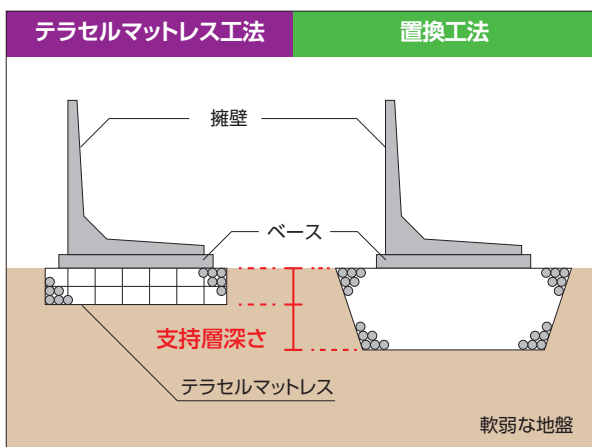 テラセルマットレス工法
置換工法
擁壁
ベース
支持層深さ
テラセルマットレス
軟弱な地盤